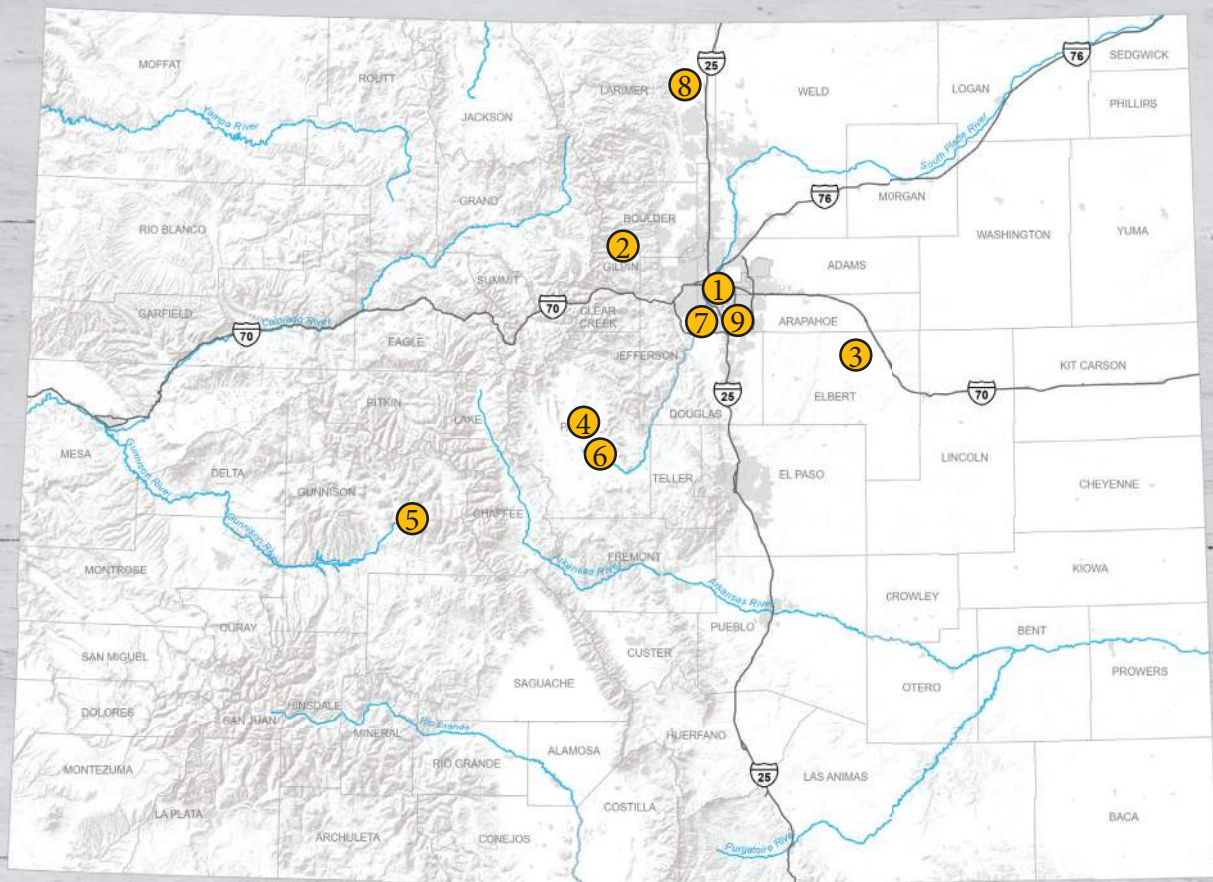 MOFFAT
ROUTT
JACKSON
LARIMER
8
25
WELD
LOGAN
76
SEDGWICK
PHILLIPS
Yampa River
South Platte River
76
MORGAN
GRAND
BOULDER
2
GILPIN
RIO BLANCO
WASHINGTON
YUMA
ADAMS
SUMMIT
1
GARFIELD
70
CLEAR
CREEK
7
9
ARAPAHOE
Colorado River
70
EAGLE
JEFFERSON
3
KIT CARSON
PITKIN
LAKE
25
ELBERT
70
DOUGLAS
4
6
MESA
Gunnison River
DELTA
GUNNISON
TELLER
EL PASO
LINCOLN
CHEYENNE
5
CHAFFEE
Gunnison River
FREMONT
MONTROSE
Arkansas River
Arkansas River
KIOWA
CROWLEY
OURAY
PUEBLO
BENT
SAN MIGUEL
CUSTER
PROWERS
SAGUACHE
OTERO
DOLORES
HINSDALE
SAN JUAN
Rio Grande
MINERAL
HUERFANO
ALAMOSA
MONTEZUMA
RIO GRANDE
25
LAS ANIMAS
LA PLATA
COSTILLA
ARCHULETA
CONEJOS
BACA
Purgatoire River